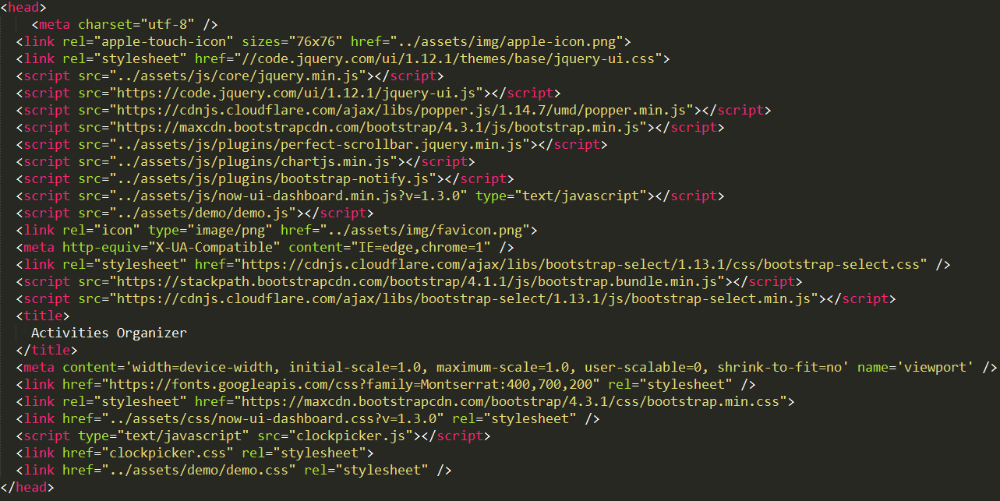 <head>
<meta charset="utf-8" />
<link rel="apple-touch-icon" sizes="76x76" href="../assets/img/apple-icon.png">
<link rel="stylesheet" href="//code.jquery.com/ui/1.12.1/themes/base/jquery-ui.css">
<script src="../assets/js/core/jquery.min.js"></script>
<script src="https://code.jquery.com/ui/1.12.1/jquery-ui.js"></script>
<script src="https://cdnjs.cloudflare.com/ajax/libs/popper.js/1.14.7/umd/popper.min.js"></script>
<script src="https://maxcdn.bootstrapcdn.com/bootstrap/4.3.1/js/bootstrap.min.js"></script>
<script src="../assets/js/plugins/perfect-scrollbar.jquery.min.js"></script>
<script src="../assets/js/plugins/chartjs.min.js"></script>
<script src="../assets/js/plugins/bootstrap-notify.js"></script>
<script src="../assets/js/now-ui-dashboard.min.js?v=1.3.0" type="text/javascript"></script>
<script src="../assets/demo/demo.js"></script>
<link rel="icon" type="image/png" href="../assets/img/favicon.png">
<meta http-equiv="X-UA-Compatible" content="IE=edge,chrome=1" />
<link rel="stylesheet" href="https://cdnjs.cloudflare.com/ajax/libs/bootstrap-select/1.13.1/css/bootstrap-select.css" />
<script src="https://stackpath.bootstrapcdn.com/bootstrap/4.1.1/js/bootstrap.bundle.min.js"></script>
<script src="https://cdnjs.cloudflare.com/ajax/libs/bootstrap-select/1.13.1/js/bootstrap-select.min.js"></script>
<title>
Activities Organizer
</title>
<meta content='width=device-width, initial-scale=1.0, maximum-scale=1.0, user-scalable=0, shrink-to-fit=no' name='viewport' />
<link href="https://fonts.googleapis.com/css?family=Montserrat:400,700,200" rel="stylesheet" />
<link rel="stylesheet" href="https://maxcdn.bootstrapcdn.com/bootstrap/4.3.1/css/bootstrap.min.css">
<link href="../assets/css/now-ui-dashboard.css?v=1.3.0" rel="stylesheet" />
<script type="text/javascript" src="clockpicker.js"></script>
<link href="clockpicker.css" rel="stylesheet">
<link href="../assets/demo/demo.css" rel="stylesheet" />
</head>